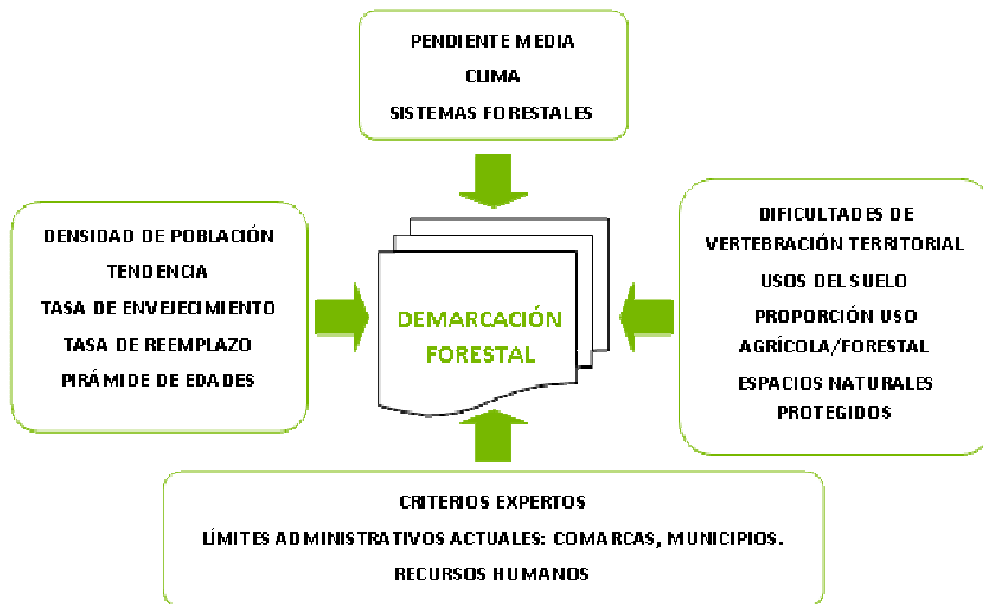 PENDIENTE MEDIA
CLIMA
SISTEMAS FORESTALES
DENSIDAD DE POBLACIÓN
TENDENCIA
TASA DE ENVEJECIMIENTO
TASA DE REEMPLAZO
PIRÁMIDE DE EDADES
DEMARCACIÓN
FORESTAL
DIFICULTADES DE
VERTEBRACIÓN TERRITORIAL
USOS DEL SUELO
PROPORCIÓN USO
AGRÍCOLA/FORESTAL
ESPACIOS NATURALES
PROTEGIDOS
CRITERIOS EXPERTOS
LÍMITES ADMINISTRATIVOS ACTUALES: COMARCAS, MUNICIPIOS.
RECURSOS HUMANOS